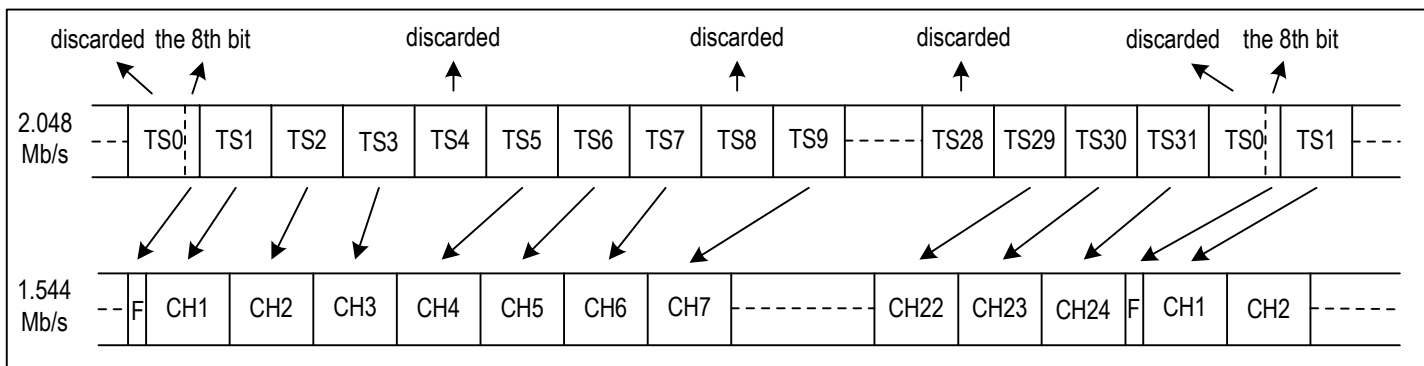 discarded the 8th bit discarded discarded discarded discarded the 8th bit
2.048
Mb/s
TS0 TS1 TS2 TS3 TS4 TS5 TS6 TS7 TS8 TS9 TS28 TS29 TS30 TS31 TS0 TS1
1.544
Mb/s
F CH1 CH2 CH3 CH4 CH5 CH6 CH7 CH22 CH23 CH24 F CH1 CH2